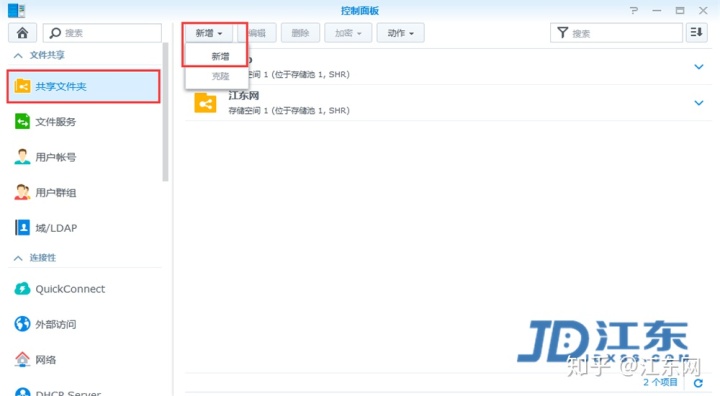 控制面板
搜索
新增
编辑
删除
加密
动作
搜索
文件共享
新增
克隆
共享文件夹
存储空间 1 (位于存储池 1, SHR)
江东网
存储空间 1 (位于存储池 1, SHR)
文件服务
用户帐号
用户群组
域/LDAP
连接性
QuickConnect
外部访问
网络
DHCP Server
JD江东
知乎 @江东网
2 个项目